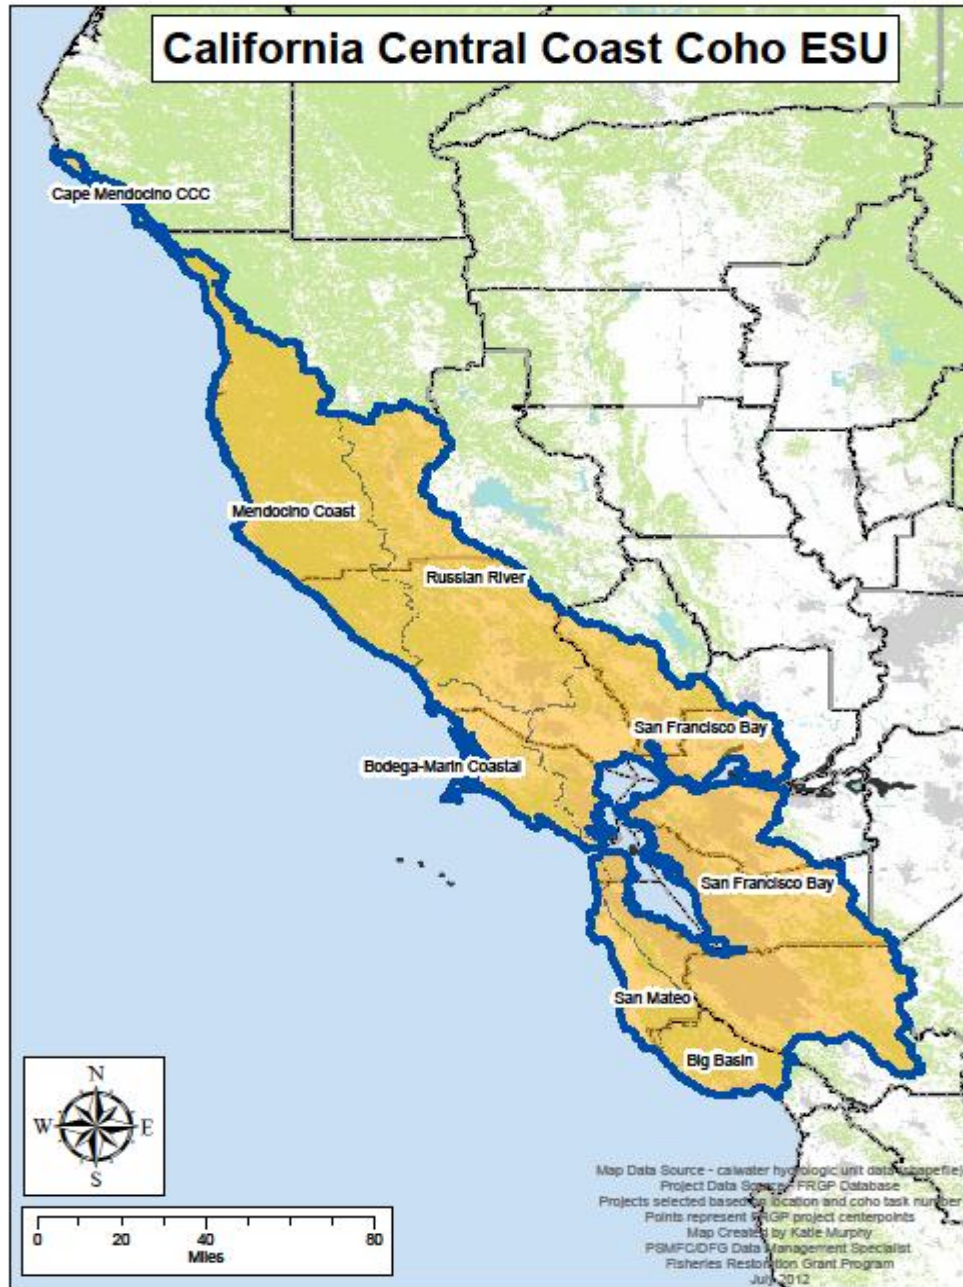 California Central Coast Coho ESU
Cape Mendocino CCC
Mendocino Coast
Russian River
San Francisco Bay
Bodega-Marin Coastal
San Francisco Bay
San Mateo
Big Basin
N
W E
S
0 20 40 80
Miles
Map Data Source - calwater hydrologic unit data (shapefile)
Project Data Source - FRGP Database
Projects selected based on location and coho task number
Points represent FRGP project centerpoints
Map Created by Katie Murphy
PSMFC/DFG Data Management Specialist
Fisheries Restoration Grant Program
July 2012